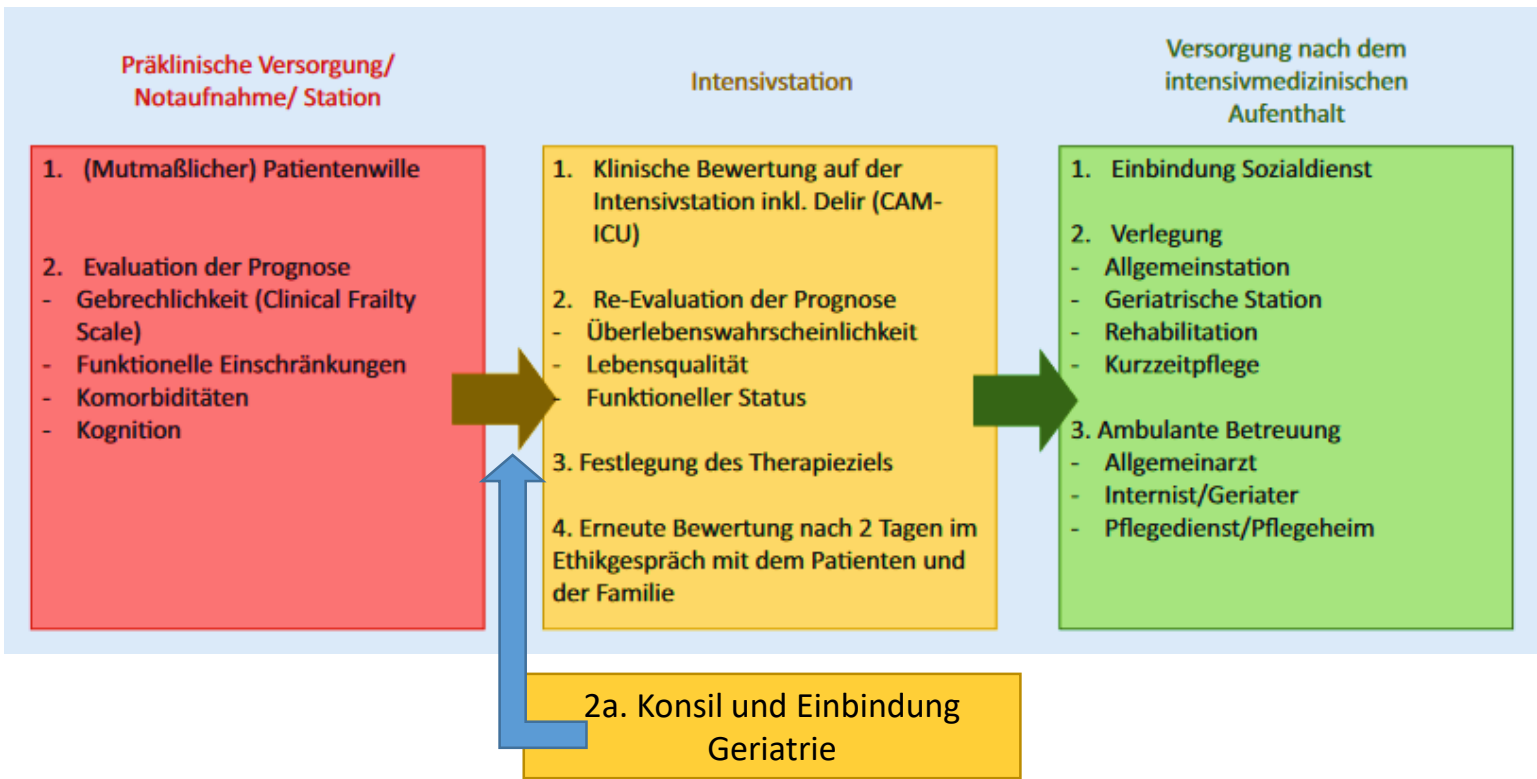 Präklinische Versorgung/
Notaufnahme/ Station
1. (Mutmaßlicher) Patientenwille
2. Evaluation der Prognose
- Gebrechlichkeit (Clinical Frailty
Scale)
- Funktionelle Einschränkungen
- Komorbiditäten
- Kognition
Intensivstation
1. Klinische Bewertung auf der
Intensivstation inkl. Delir (CAM-
ICU)
2. Re-Evaluation der Prognose
- Überlebenswahrscheinlichkeit
- Lebensqualität
- Funktioneller Status
3. Festlegung des Therapieziels
4. Erneute Bewertung nach 2 Tagen im
Ethikgespräch mit dem Patienten und
der Familie
Versorgung nach dem
intensivmedizinischen
Aufenthalt
1. Einbindung Sozialdienst
2. Verlegung
- Allgemeinstation
- Geriatrische Station
- Rehabilitation
- Kurzzeitpflege
3. Ambulante Betreuung
- Allgemeinarzt
- Internist/Geriater
- Pflegedienst/Pflegeheim
2a. Konsil und Einbindung
Geriatrie